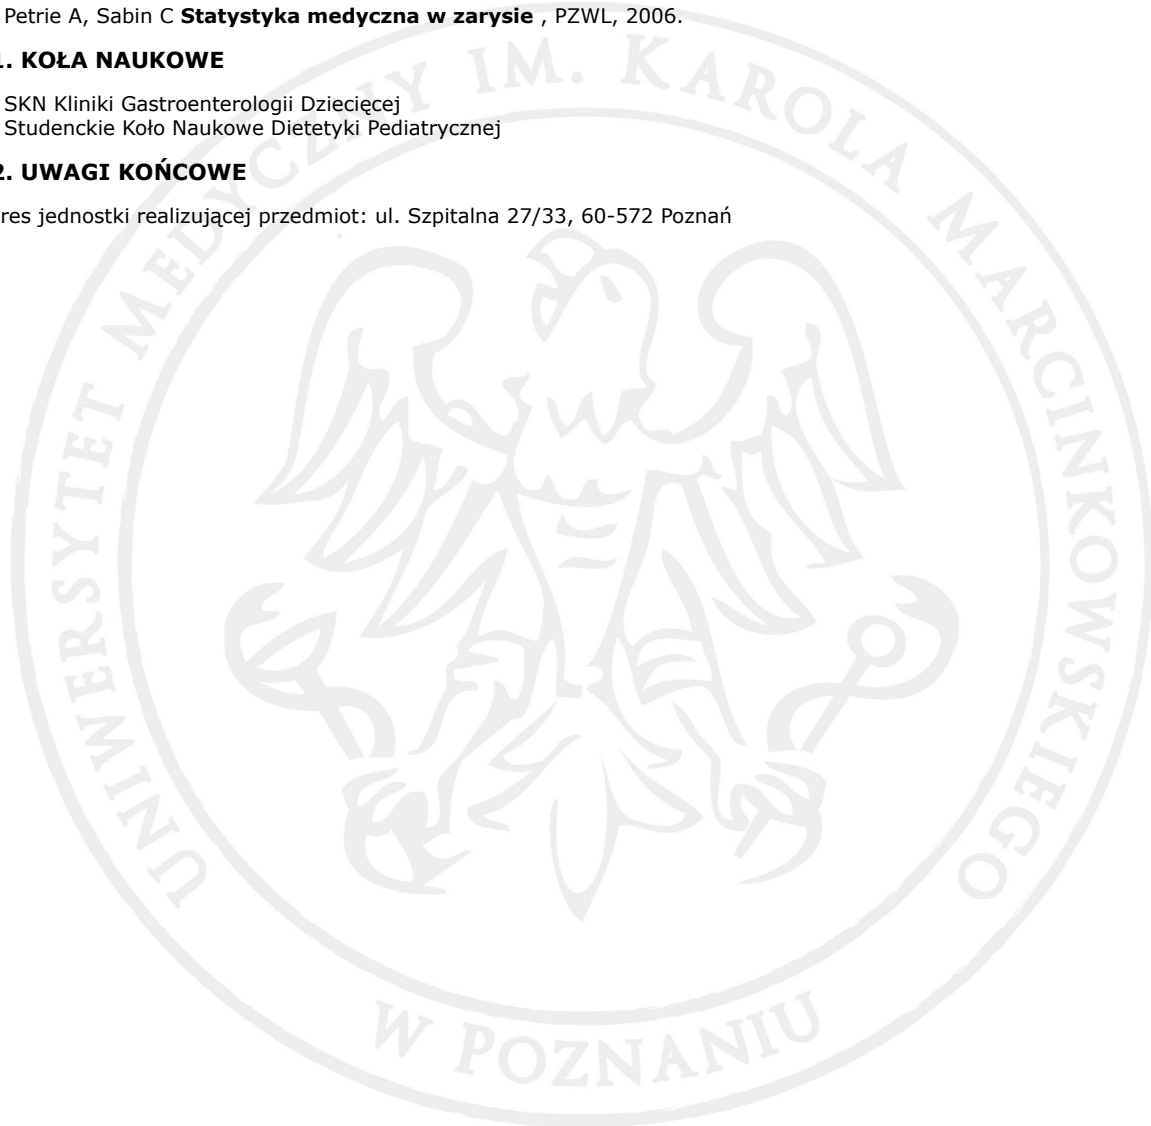 Petrie A, Sabin C Statystyka medyczna w zarysie , PZWL, 2006.
1. KOŁA NAUKOWE
SKN Kliniki Gastroenterologii Dziecięcej
Studenckie Koło Naukowe Dietetyki Pediatrycznej
2. UWAGI KOŃCOWE
res jednostki realizującej przedmiot: ul. Szpitalna 27/33, 60-572 Poznań
UNIWERSYTET MEDYCZNY IM. KAROLA MARCINKOWSKIEGO
W POZNANIU